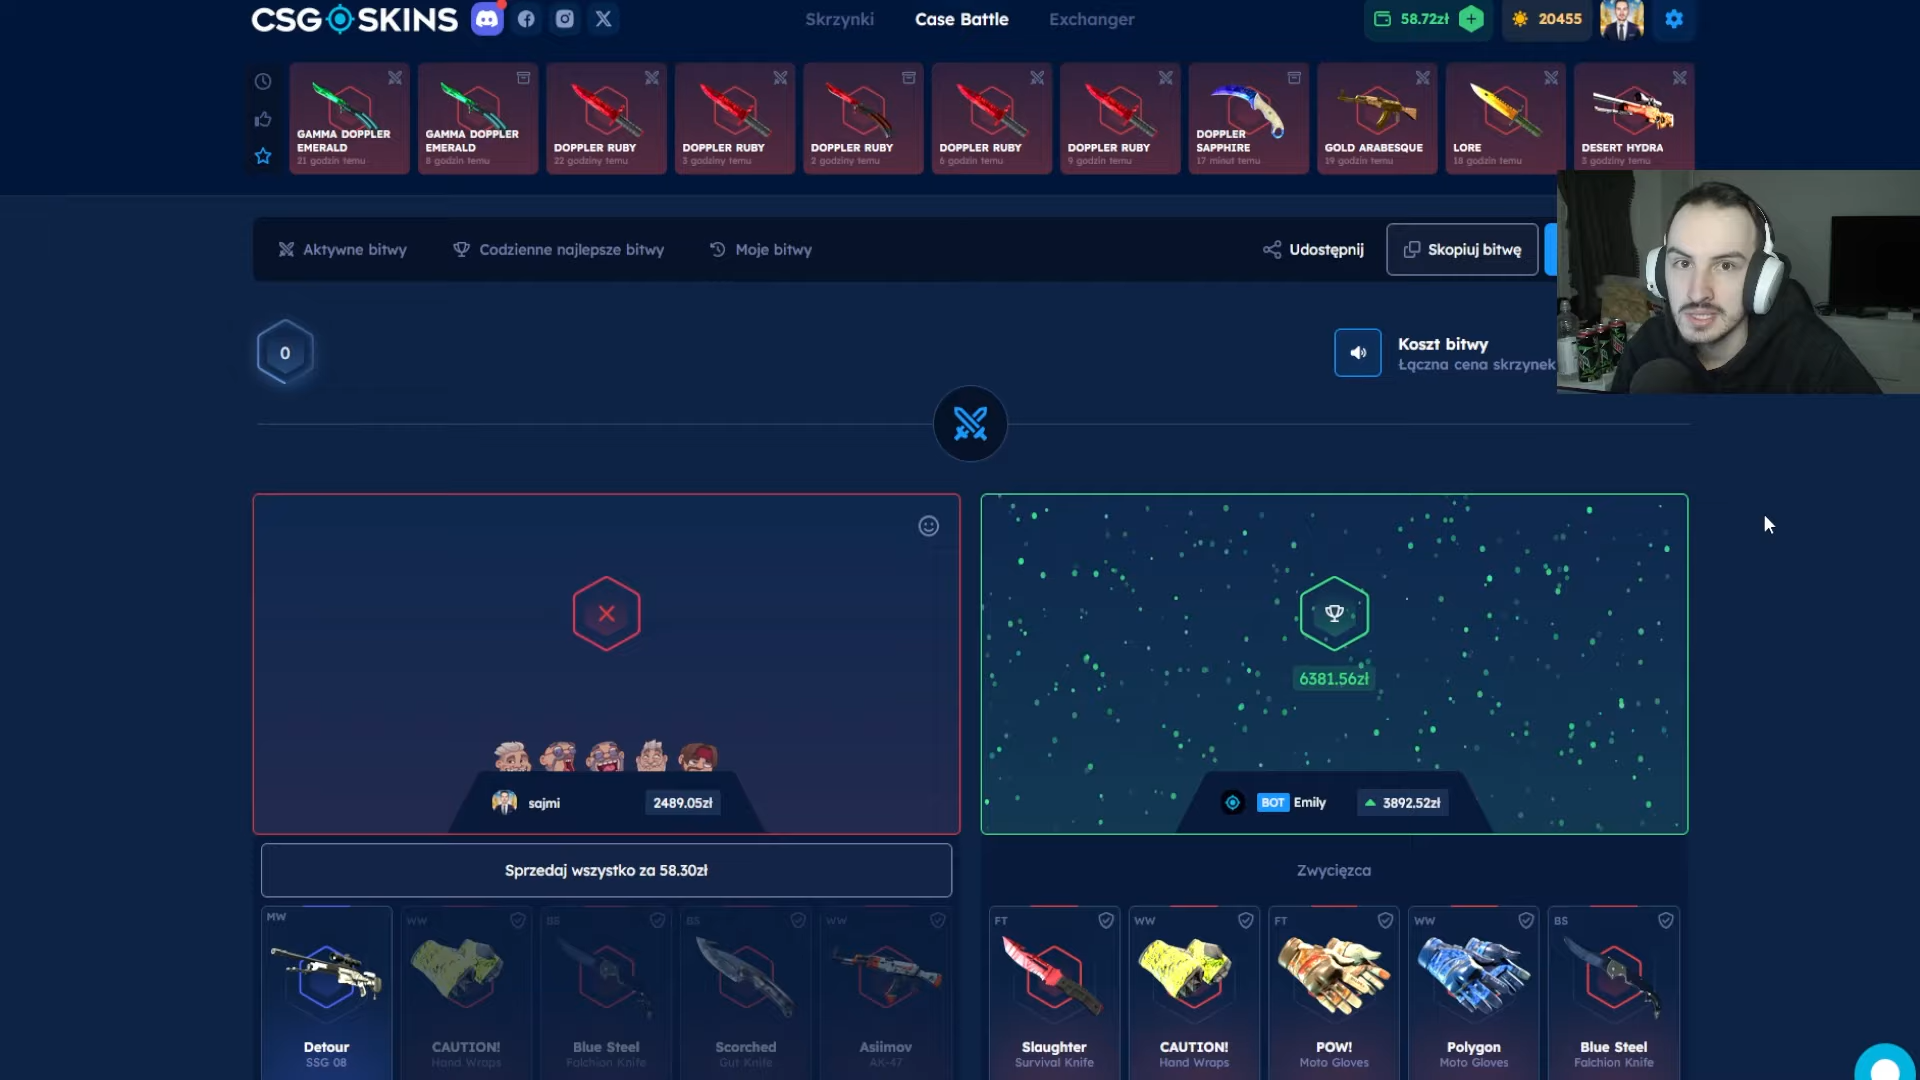 CSG SKINS
Skrzynki
Case Battle
Exchanger
58.72zł
20455
GAMMA DOPPLER
EMERALD
21 godzin temu
GAMMA DOPPLER
EMERALD
8 godzin temu
DOPPLER RUBY
22 godziny temu
DOPPLER RUBY
3 godziny temu
DOPPLER RUBY
2 godziny temu
DOPPLER RUBY
6 godzin temu
DOPPLER RUBY
9 godzin temu
DOPPLER
SAPPHIRE
17 minut temu
GOLD ARABESQUE
19 godzin temu
LORE
18 godzin temu
DESERT HYDRA
3 godziny temu
Aktywne bitwy
Codzienne najlepsze bitwy
Moje bitwy
Udostępnij
Skopiuj bitwę
0
Koszt bitwy
Łączna cena skrzynek
6381.56zł
sajmi
2489.05zł
BOT Emily
3892.52zł
Sprzedaj wszystko za 58.30zł
Zwycięzca
MW
Detour
SSG 08
WW
CAUTION!
Hand Wraps
BS
Blue Steel
Falchion Knife
BS
Scorched
Gut Knife
WW
Asiimov
AK-47
FT
Slaughter
Survival Knife
WW
CAUTION!
Hand Wraps
FT
POW!
Moto Gloves
WW
Polygon
Moto Gloves
BS
Blue Steel
Falchion Knife